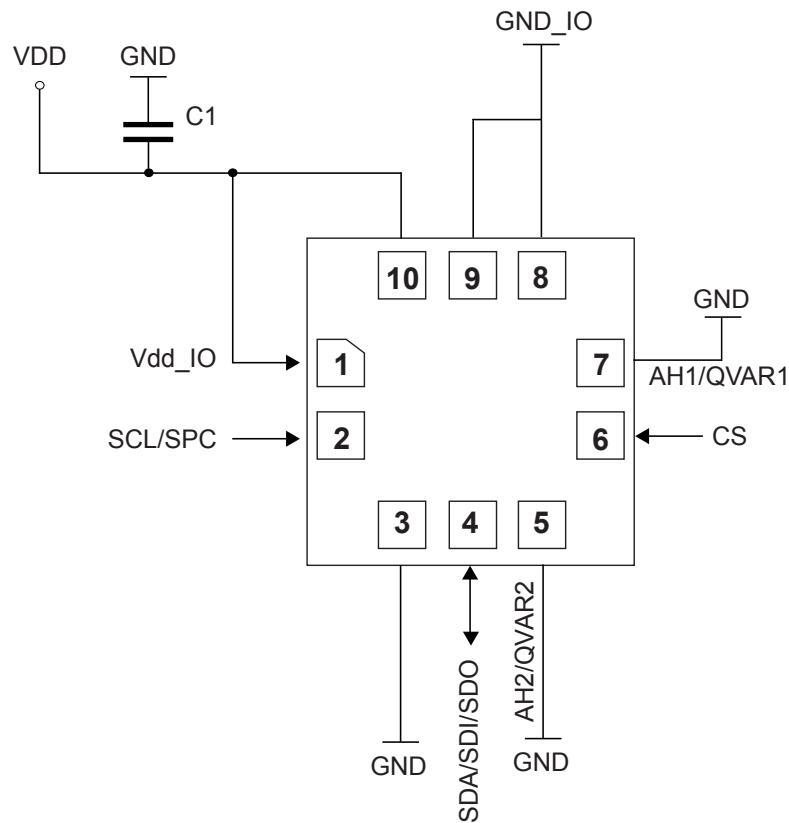 GND_IO
VDD
GND
C1
10
9
8
GND
Vdd_IO
1
7
AH1/QVAR1
SCL/SPC
2
6
CS
3
4
5
SDA/SDI/SDO
AH2/QVAR2
GND
GND